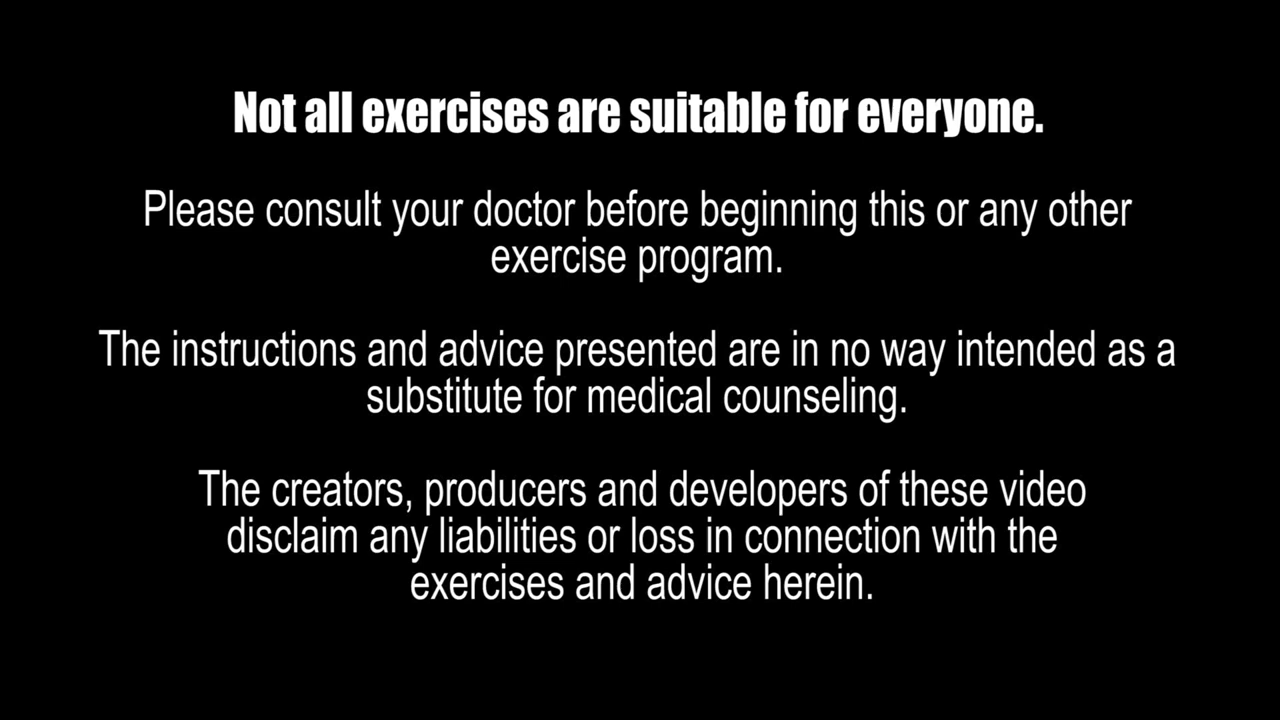 Not all exercises are suitable for everyone.
Please consult your doctor before beginning this or any other
exercise program.
The instructions and advice presented are in no way intended as a
substitute for medical counseling.
The creators, producers and developers of these video
disclaim any liabilities or loss in connection with the
exercises and advice herein.